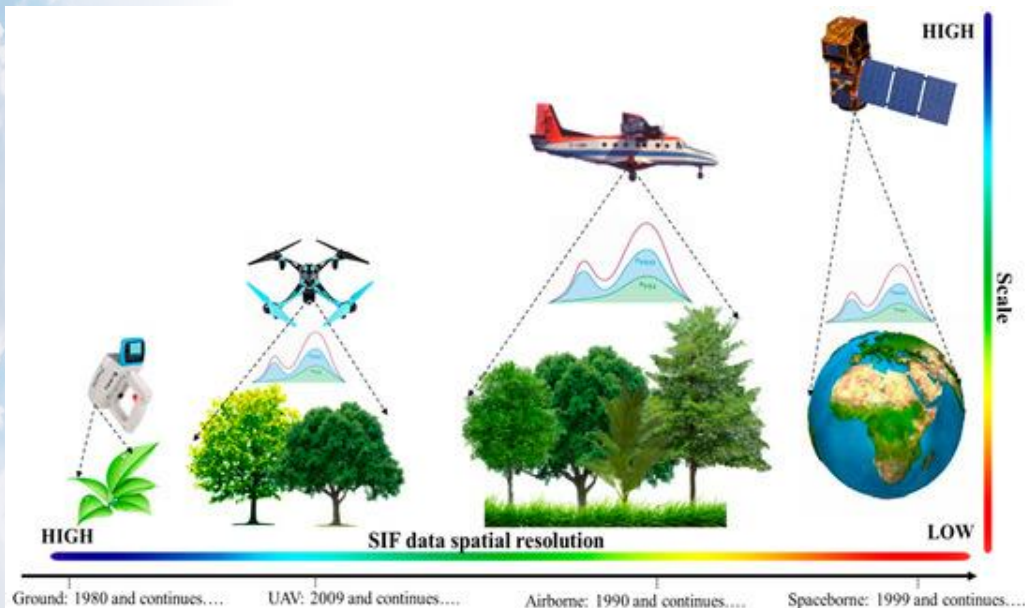 HIGH
Scale
HIGH
SIF data spatial resolution
LOW
Ground: 1980 and continues….
UAV: 2009 and continues….
Airborne: 1990 and continues….
Spaceborne: 1999 and continues….